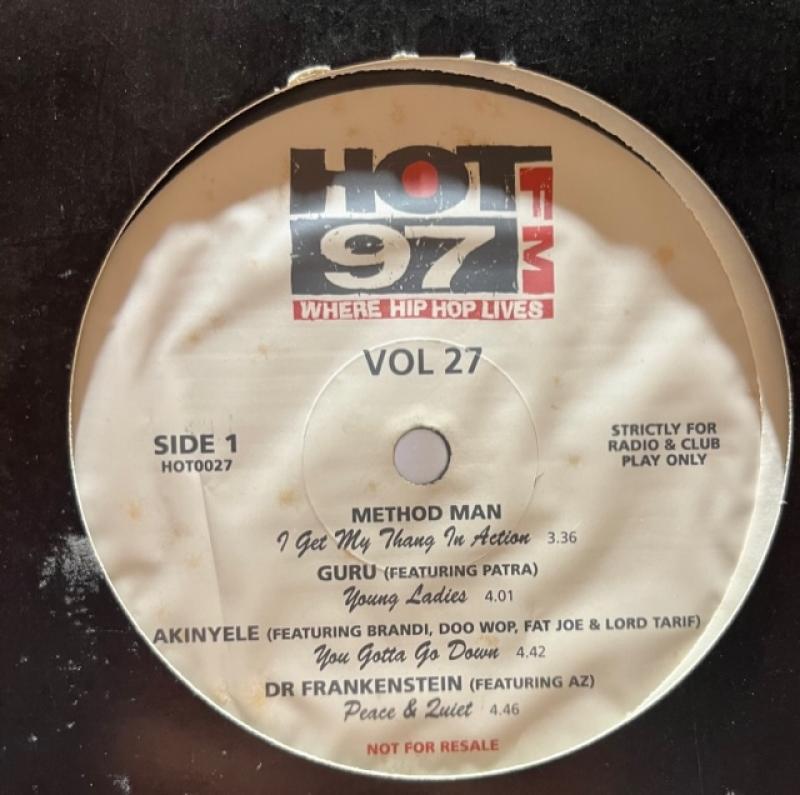 HOT FM
97
WHERE HIP HOP LIVES
VOL 27
SIDE 1
HOT0027
STRICTLY FOR
RADIO & CLUB
PLAY ONLY
METHOD MAN
I Get My Thang In Action 3.36
GURU (FEATURING PATRA)
Young Ladies 4.01
AKINYELE (FEATURING BRANDI, DOO WOP, FAT JOE & LORD TARIF)
You Gotta Go Down 4.42
DR FRANKENSTEIN (FEATURING AZ)
Peace & Quiet 4.46
NOT FOR RESALE